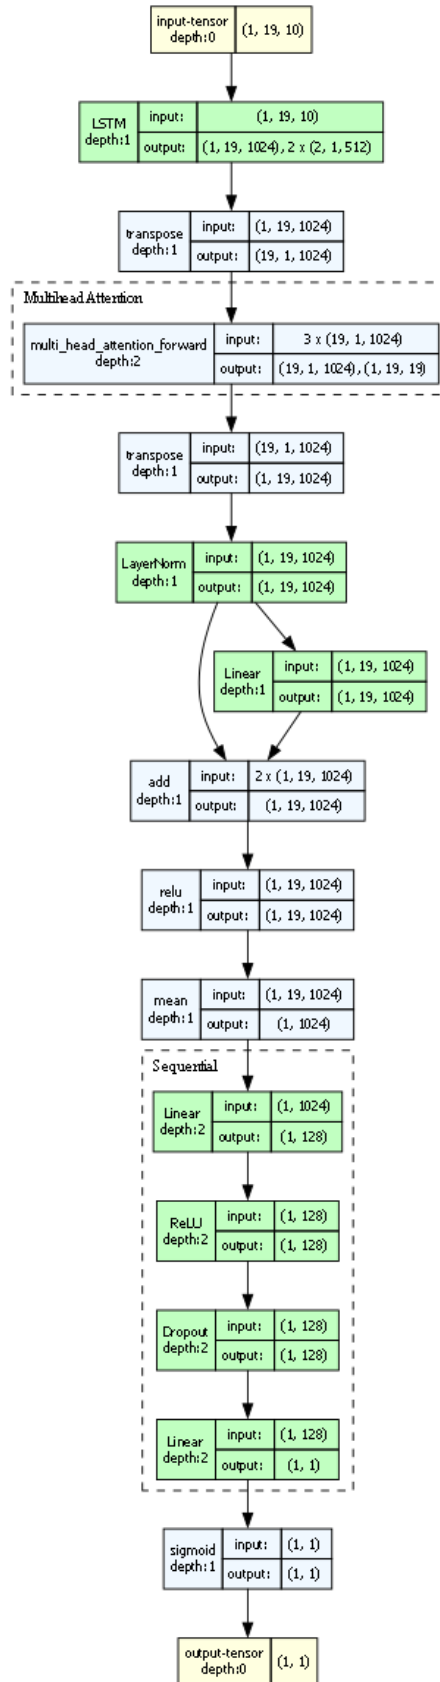 input-tensor
depth:0
(1, 19, 10)
LSTM
depth:1
input:
(1, 19, 10)
output:
(1, 19, 1024), 2 x (2, 1, 512)
transpose
depth:1
input:
(1, 19, 1024)
output:
(19, 1, 1024)
Multihead Attention
multi_head_attention_forward
depth:2
input:
3 x (19, 1, 1024)
output:
(19, 1, 1024), (1, 19, 19)
transpose
depth:1
input:
(19, 1, 1024)
output:
(1, 19, 1024)
LayerNorm
depth:1
input:
(1, 19, 1024)
output:
(1, 19, 1024)
Linear
depth:1
input:
(1, 19, 1024)
output:
(1, 19, 1024)
add
depth:1
input:
2 x (1, 19, 1024)
output:
(1, 19, 1024)
relu
depth:1
input:
(1, 19, 1024)
output:
(1, 19, 1024)
mean
depth:1
input:
(1, 19, 1024)
output:
(1, 1024)
Sequential
Linear
depth:2
input:
(1, 1024)
output:
(1, 128)
ReLU
depth:2
input:
(1, 128)
output:
(1, 128)
Dropout
depth:2
input:
(1, 128)
output:
(1, 128)
Linear
depth:2
input:
(1, 128)
output:
(1, 1)
sigmoid
depth:1
input:
(1, 1)
output:
(1, 1)
output-tensor
depth:0
(1, 1)